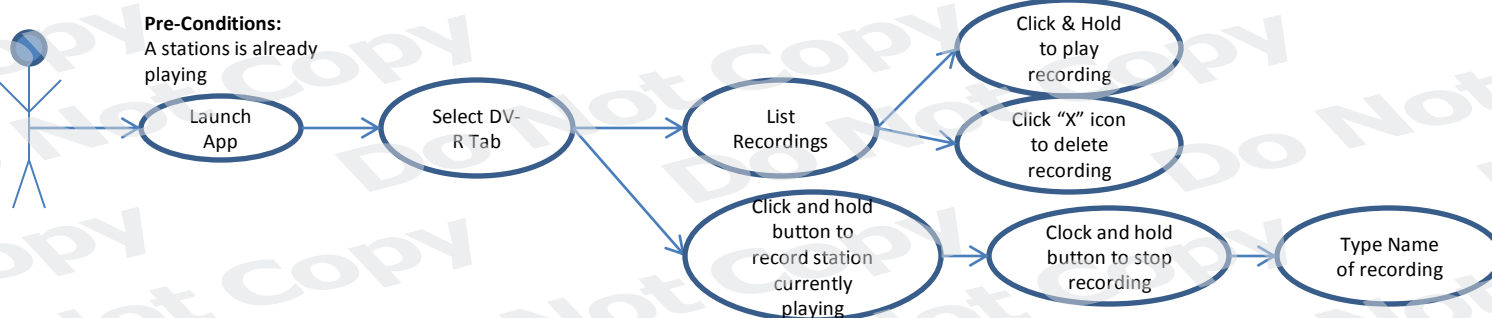 Pre-Conditions:
A stations is already
playing
Launch
App
Select DV-
R Tab
List
Recordings
Click & Hold
to play
recording
Click “X” icon
to delete
recording
Click and hold
button to
record station
currently
playing
Clock and hold
button to stop
recording
Type Name
of recording
Do Not Copy